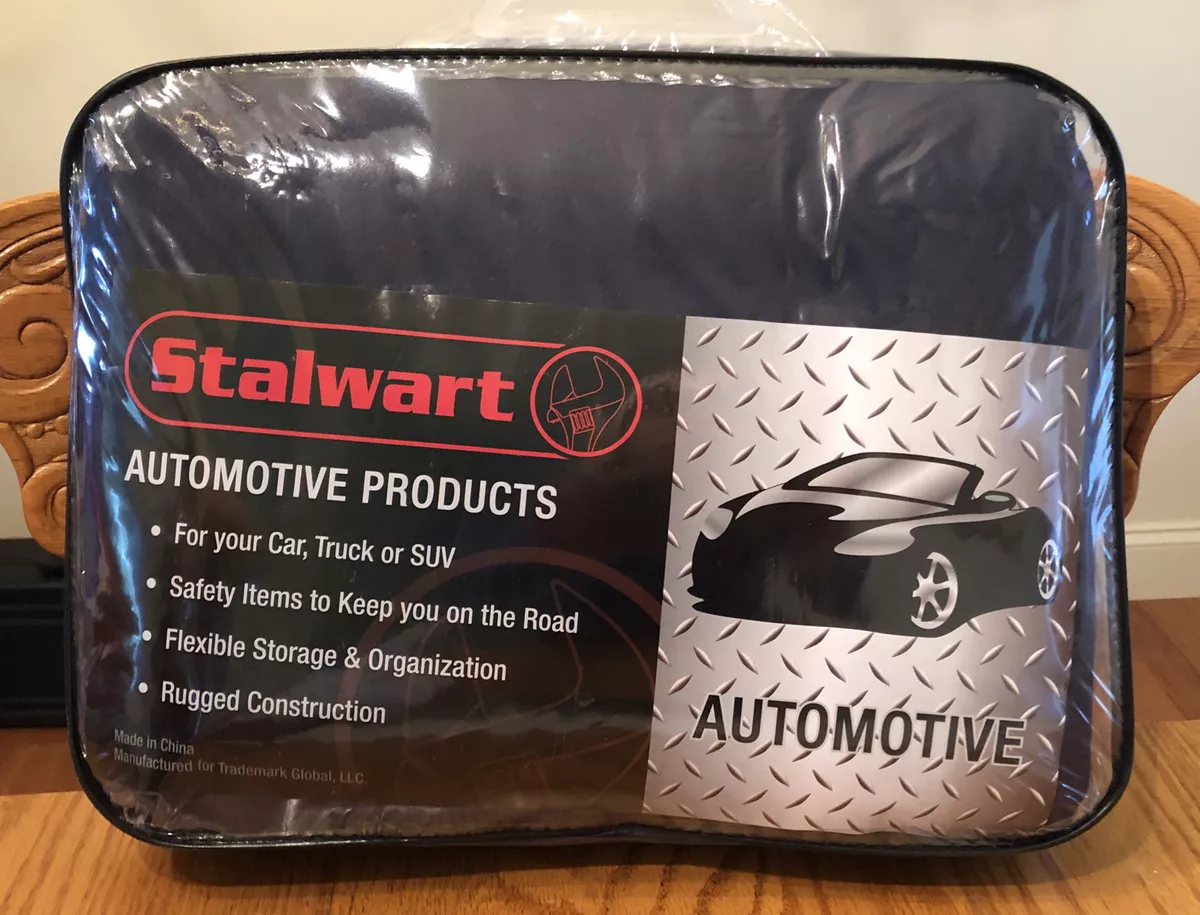 Stalwart
AUTOMOTIVE PRODUCTS
• For your Car, Truck or SUV
• Safety Items to Keep you on the Road
• Flexible Storage & Organization
• Rugged Construction
Made in China
Manufactured for Trademark Global, LLC.
AUTOMOTIVE